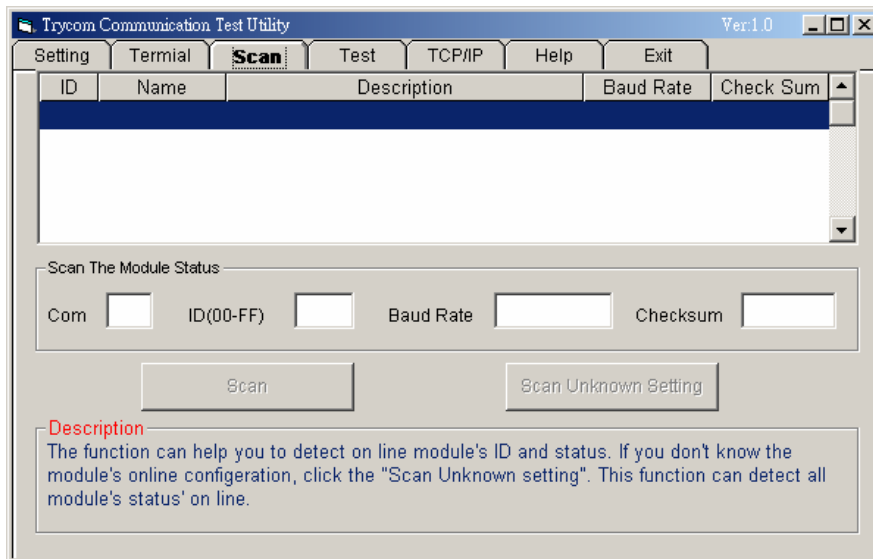 Trycom Communication Test Utility Ver:1.0
Setting Termial Scan Test TCP/IP Help Exit
ID Name Description Baud Rate Check Sum
Scan The Module Status
Com ID(00-FF) Baud Rate Checksum
Scan Scan Unknown Setting
Description
The function can help you to detect on line module's ID and status. If you don't know the
module's online configeration, click the "Scan Unknown setting". This function can detect all
module's status' on line.